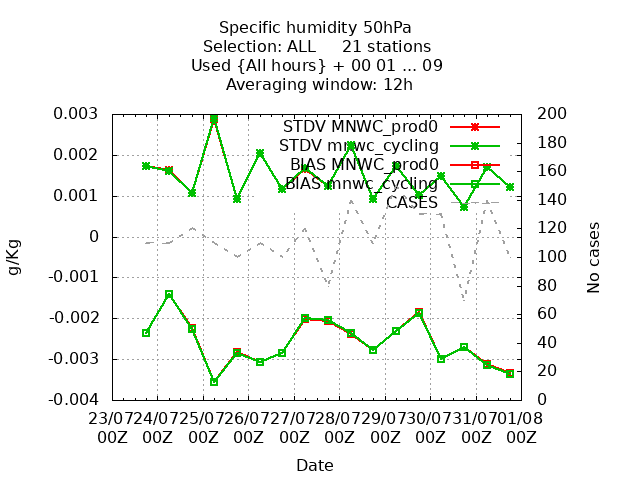 Specific humidity 50hPa
Selection: ALL     21 stations
Used {All hours} + 00 01 ... 09
Averaging window: 12h
0.003
0.002
0.001
0
-0.001
-0.002
-0.003
-0.004
g/Kg
STDV MNWC_prod0
STDV mnwc_cycling
BIAS MNWC_prod0
BIAS mnwc_cycling
CASES
200
180
160
140
120
100
80
60
40
20
0
No cases
23/07 24/07 25/07 26/07 27/07 28/07 29/07 30/07 31/07 01/08
00Z 00Z 00Z 00Z 00Z 00Z 00Z 00Z 00Z 00Z
Date